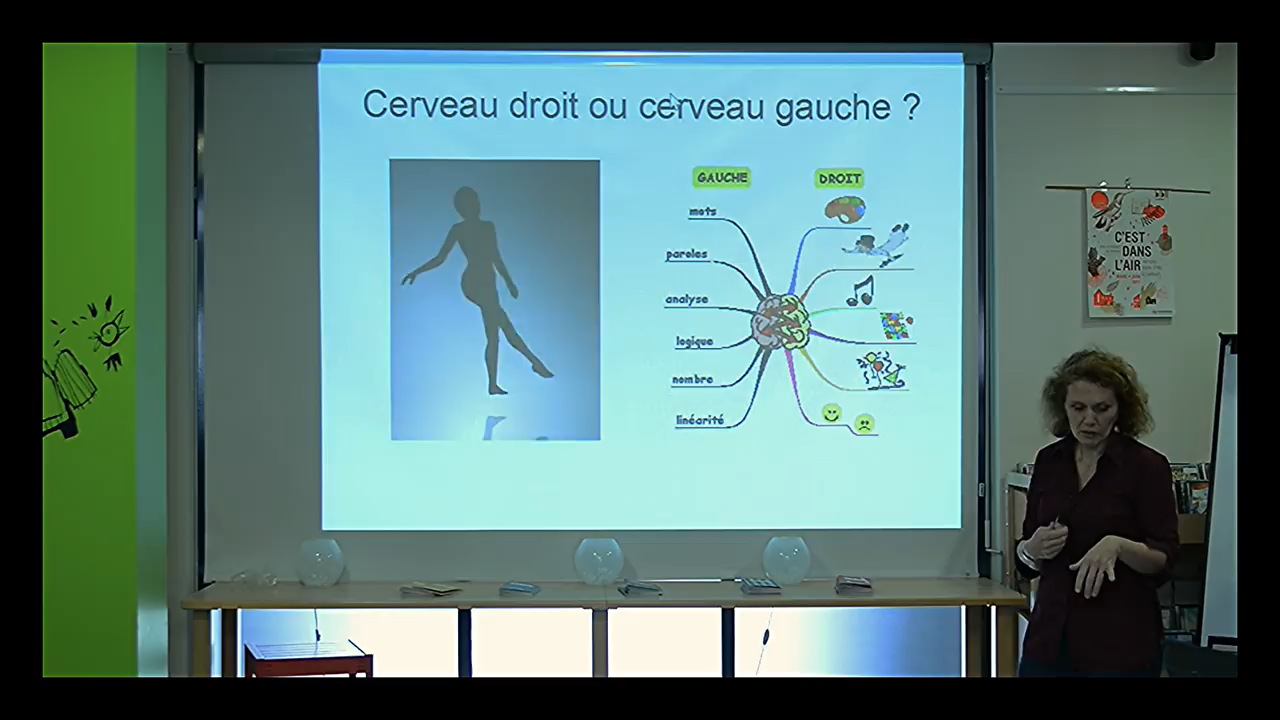 Cerveau droit ou cerveau gauche ?
GAUCHE
DROIT
mots
paroles
analyse
logique
nombre
linéarité
C'EST
DANS
L'AIR